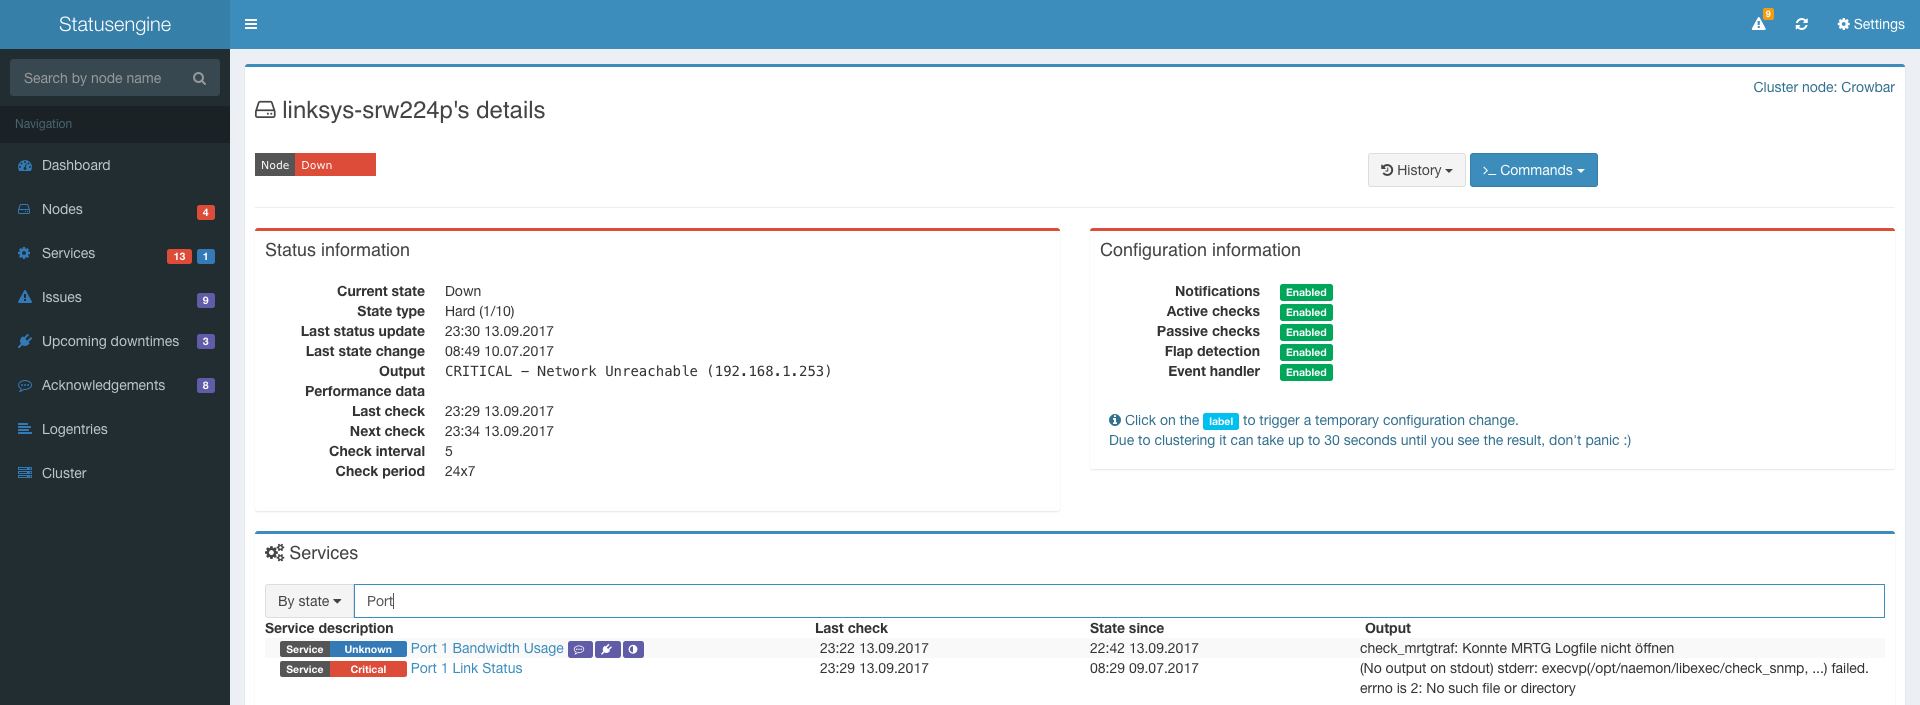 Statusengine
9
Settings
Search by node name
Navigation
Dashboard
Nodes 4
Services 13 1
Issues 9
Upcoming downtimes 3
Acknowledgements 8
Logentries
Cluster
Cluster node: Crowbar
linksys-srw224p's details
Node Down
History
>_ Commands
Status information
Current state Down
State type Hard (1/10)
Last status update 23:30 13.09.2017
Last state change 08:49 10.07.2017
Output CRITICAL - Network Unreachable (192.168.1.253)
Performance data
Last check 23:29 13.09.2017
Next check 23:34 13.09.2017
Check interval 5
Check period 24x7
Configuration information
Notifications Enabled
Active checks Enabled
Passive checks Enabled
Flap detection Enabled
Event handler Enabled
Click on the label to trigger a temporary configuration change.
Due to clustering it can take up to 30 seconds until you see the result, don't panic :)
Services
By state Port
Service description Last check State since Output
Service Unknown Port 1 Bandwidth Usage 23:22 13.09.2017 22:42 13.09.2017 check_mrtgtraf: Konnte MRTG Logfile nicht öffnen
Service Critical Port 1 Link Status 23:29 13.09.2017 08:29 09.07.2017 (No output on stdout) stderr: execvp(/opt/naemon/libexec/check_snmp, ...) failed.
errno is 2: No such file or directory